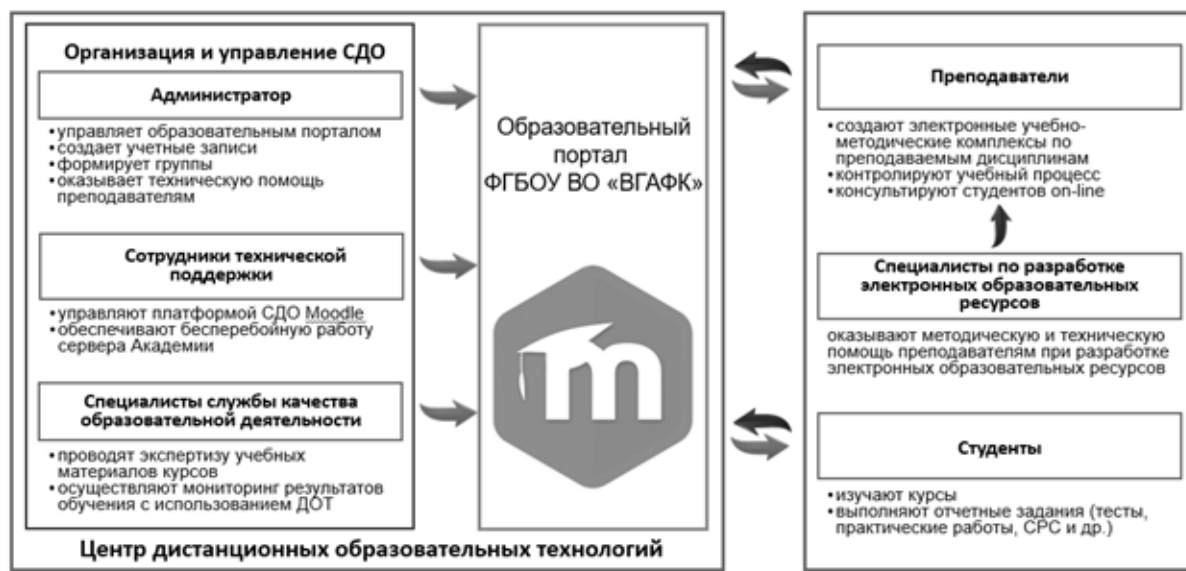 Организация и управление СДО
Администратор
•управляет образовательным порталом
•создает учетные записи
•формирует группы
•оказывает техническую помощь
преподавателям
Сотрудники технической
поддержки
•управляют платформой СДО Moodle
•обеспечивают бесперебойную работу
сервера Академии
Специалисты службы качества
образовательной деятельности
•проводят экспертизу учебных
материалов курсов
•осуществляют мониторинг результатов
обучения с использованием ДОТ
Образовательный
портал
ФГБОУ ВО «ВГАФК»
m
Центр дистанционных образовательных технологий
Преподаватели
•создают электронные учебно-
методические комплексы по
преподаваемым дисциплинам
•контролируют учебный процесс
•консультируют студентов on-line
Специалисты по разработке
электронных образовательных
ресурсов
оказывают методическую и техническую
помощь преподавателям при разработке
электронных образовательных ресурсов
Студенты
•изучают курсы
•выполняют отчетные задания (тесты,
практические работы, СРС и др.)